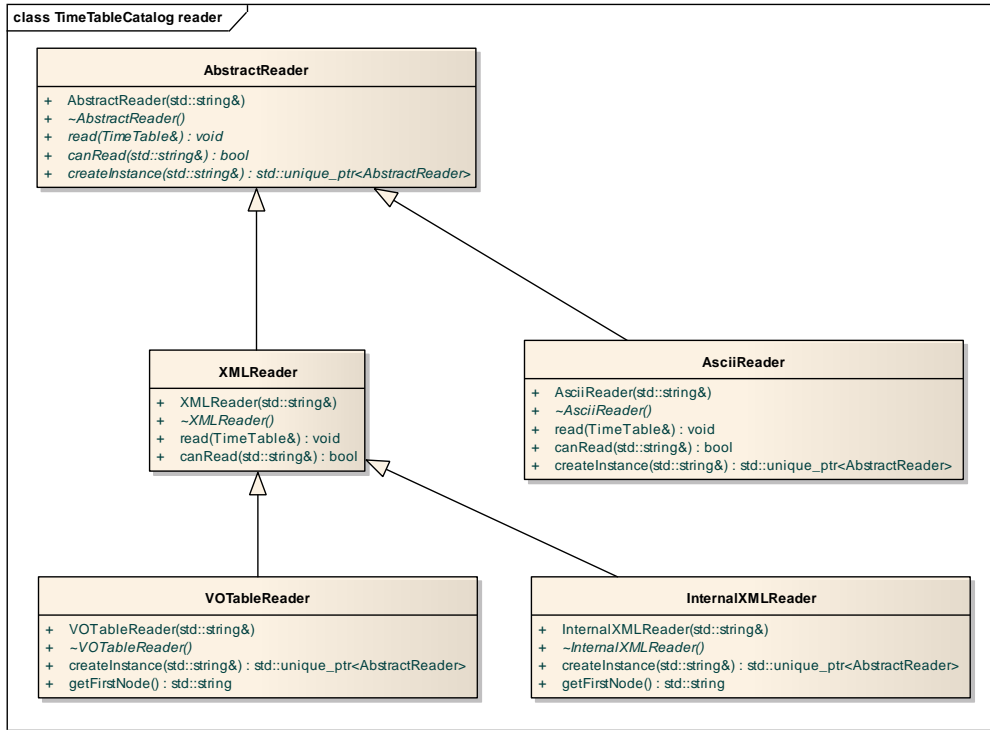 class TimeTableCatalog reader
AbstractReader
+ AbstractReader(std::string&)
+ ~AbstractReader()
+ read(TimeTable&) : void
+ canRead(std::string&) : bool
+ createInstance(std::string&) : std::unique_ptr<AbstractReader>
XMLReader
+ XMLReader(std::string&)
+ ~XMLReader()
+ read(TimeTable&) : void
+ canRead(std::string&) : bool
AsciiReader
+ AsciiReader(std::string&)
+ ~AsciiReader()
+ read(TimeTable&) : void
+ canRead(std::string&) : bool
+ createInstance(std::string&) : std::unique_ptr<AbstractReader>
VOTableReader
+ VOTableReader(std::string&)
+ ~VOTableReader()
+ createInstance(std::string&) : std::unique_ptr<AbstractReader>
+ getFirstNode() : std::string
InternalXMLReader
+ InternalXMLReader(std::string&)
+ ~InternalXMLReader()
+ createInstance(std::string&) : std::unique_ptr<AbstractReader>
+ getFirstNode() : std::string